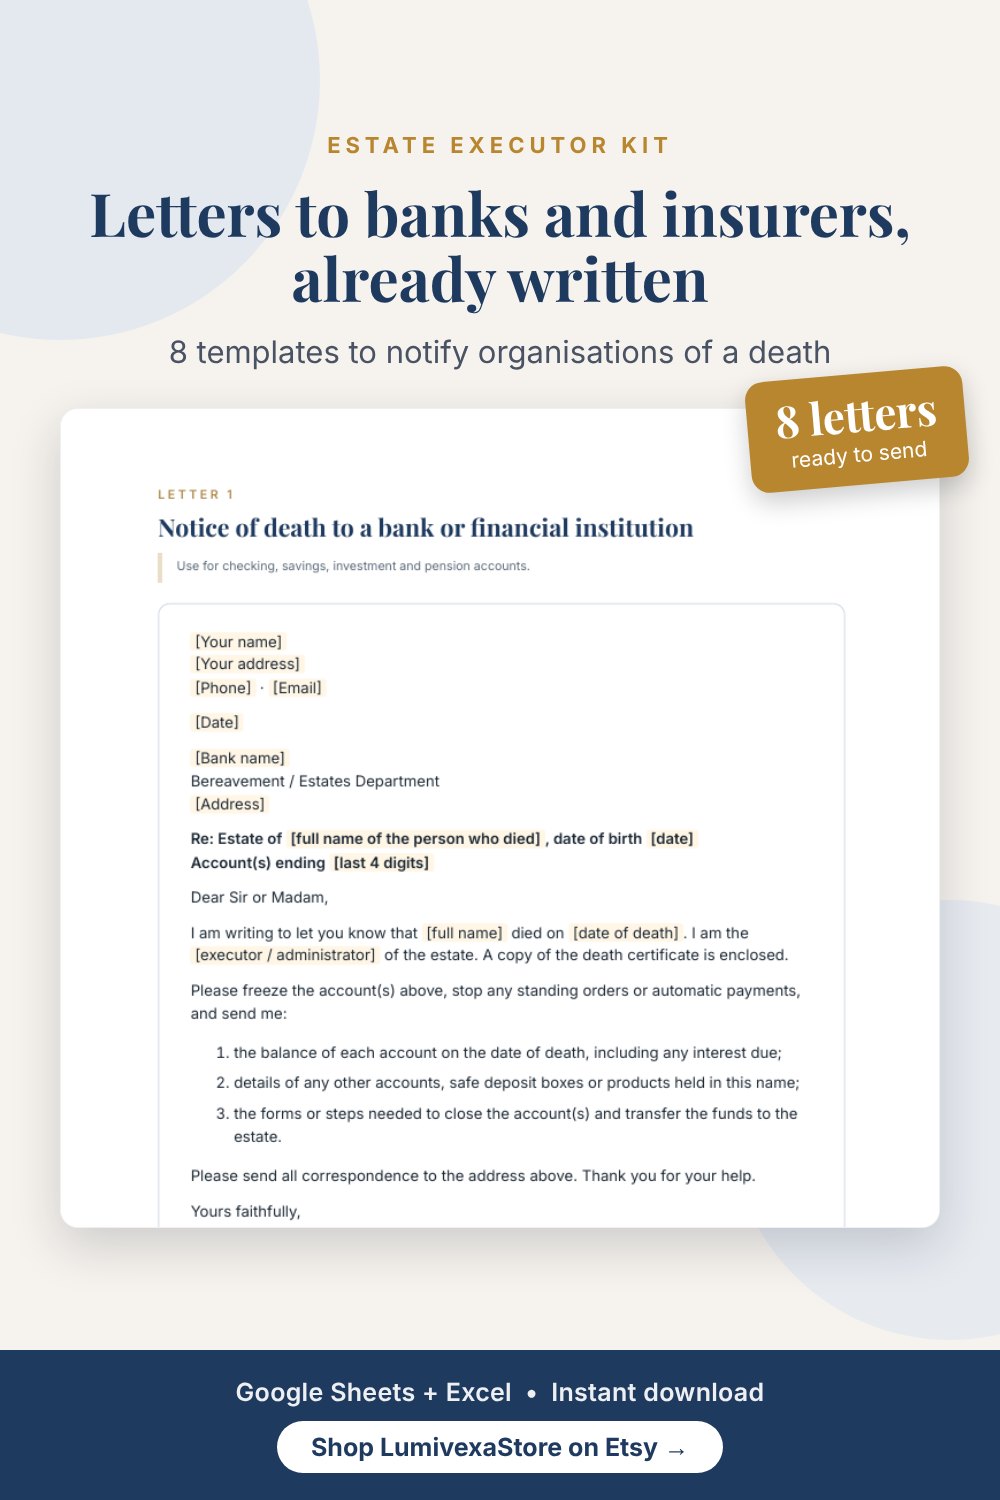 ESTATE EXECUTOR KIT
Letters to banks and insurers,
already written
8 templates to notify organisations of a death
8 letters
ready to send
LETTER 1
Notice of death to a bank or financial institution
Use for checking, savings, investment and pension accounts.
[Your name]
[Your address]
[Phone] · [Email]
[Date]
[Bank name]
Bereavement / Estates Department
[Address]
Re: Estate of [full name of the person who died] , date of birth [date]
Account(s) ending [last 4 digits]
Dear Sir or Madam,
I am writing to let you know that [full name] died on [date of death] . I am the
[executor / administrator] of the estate. A copy of the death certificate is enclosed.
Please freeze the account(s) above, stop any standing orders or automatic payments,
and send me:
1. the balance of each account on the date of death, including any interest due;
2. details of any other accounts, safe deposit boxes or products held in this name;
3. the forms or steps needed to close the account(s) and transfer the funds to the
estate.
Please send all correspondence to the address above. Thank you for your help.
Yours faithfully,
Google Sheets + Excel • Instant download
Shop LumivexaStore on Etsy →